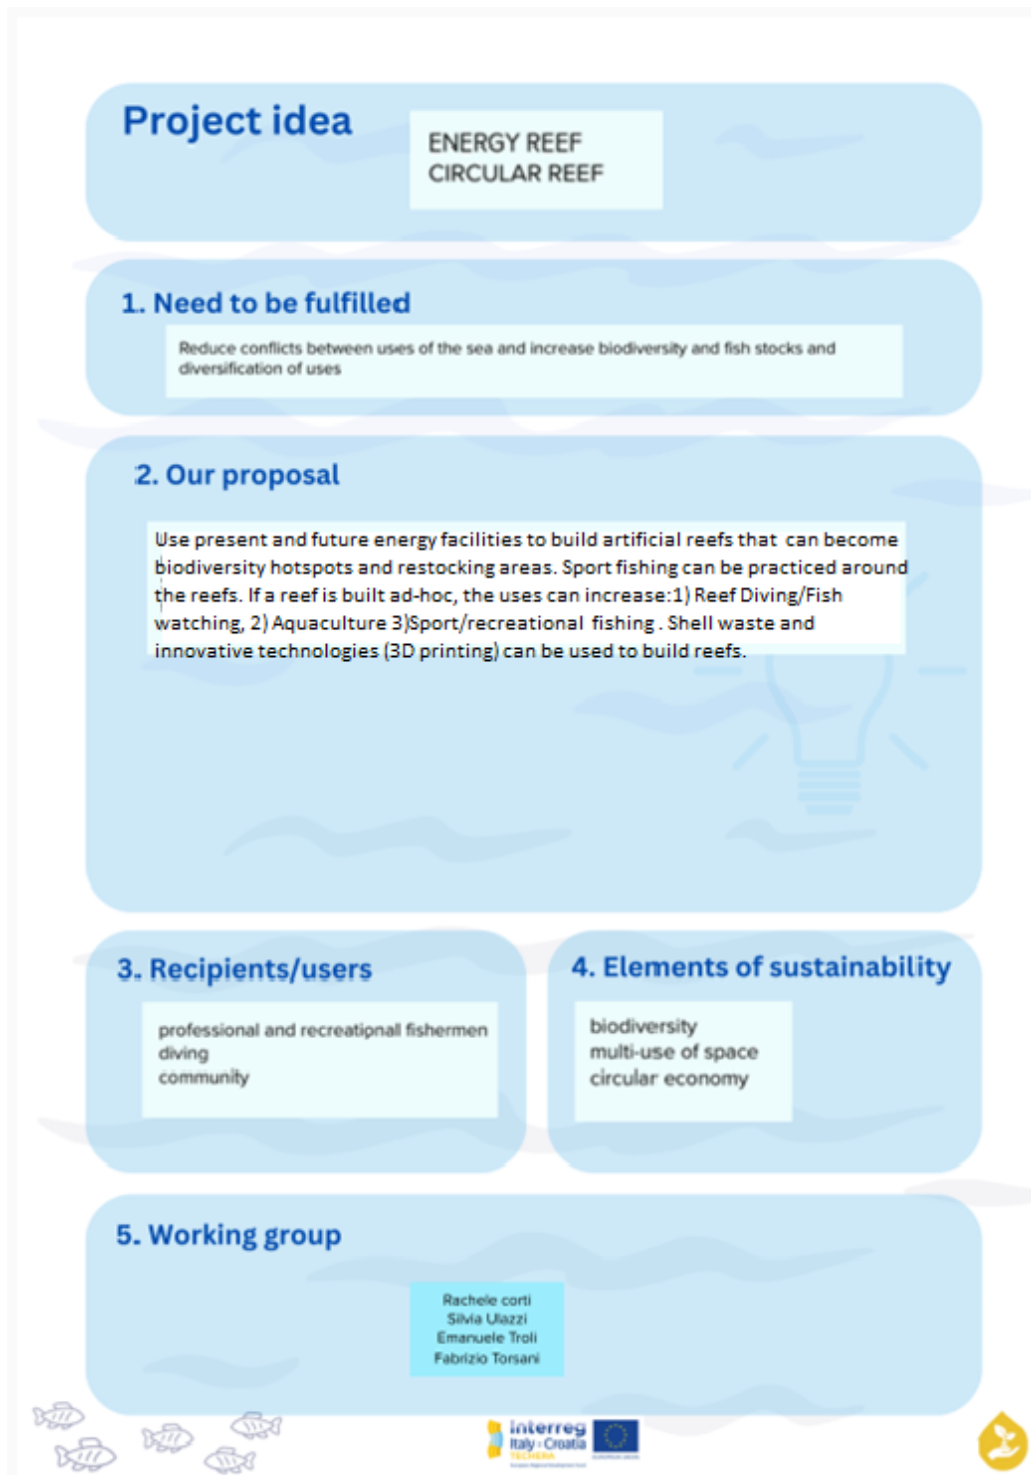 Project idea
ENERGY REEF
CIRCULAR REEF
1. Need to be fulfilled
Reduce conflicts between uses of the sea and increase biodiversity and fish stocks and
diversification of uses
2. Our proposal
Use present and future energy facilities to build artificial reefs that can become
biodiversity hotspots and restocking areas. Sport fishing can be practiced around
the reefs. If a reef is built ad-hoc, the uses can increase:1) Reef Diving/Fish
watching, 2) Aquaculture 3)Sport/recreational fishing . Shell waste and
innovative technologies (3D printing) can be used to build reefs.
3. Recipients/users
professional and recreatipnall fishermen
diving
community
4. Elements of sustainability
biodiversity
multi-use of space
circular economy
5. Working group
Rachele corti
Silvia Ulazzi
Emanuele Troli
Fabrizio Torsani
Interreg
Italy - Croatia
TECHERA